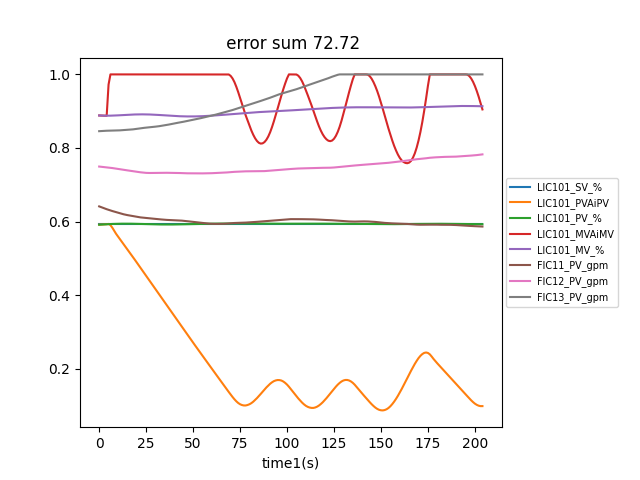 error sum 72.72
1.0
0.8
0.6
0.4
0.2
0 25 50 75 100 125 150 175 200
time1(s)
LIC101_SV_%
LIC101_PVAiPV
LIC101_PV_%
LIC101_MVAiMV
LIC101_MV_%
FIC11_PV_gpm
FIC12_PV_gpm
FIC13_PV_gpm